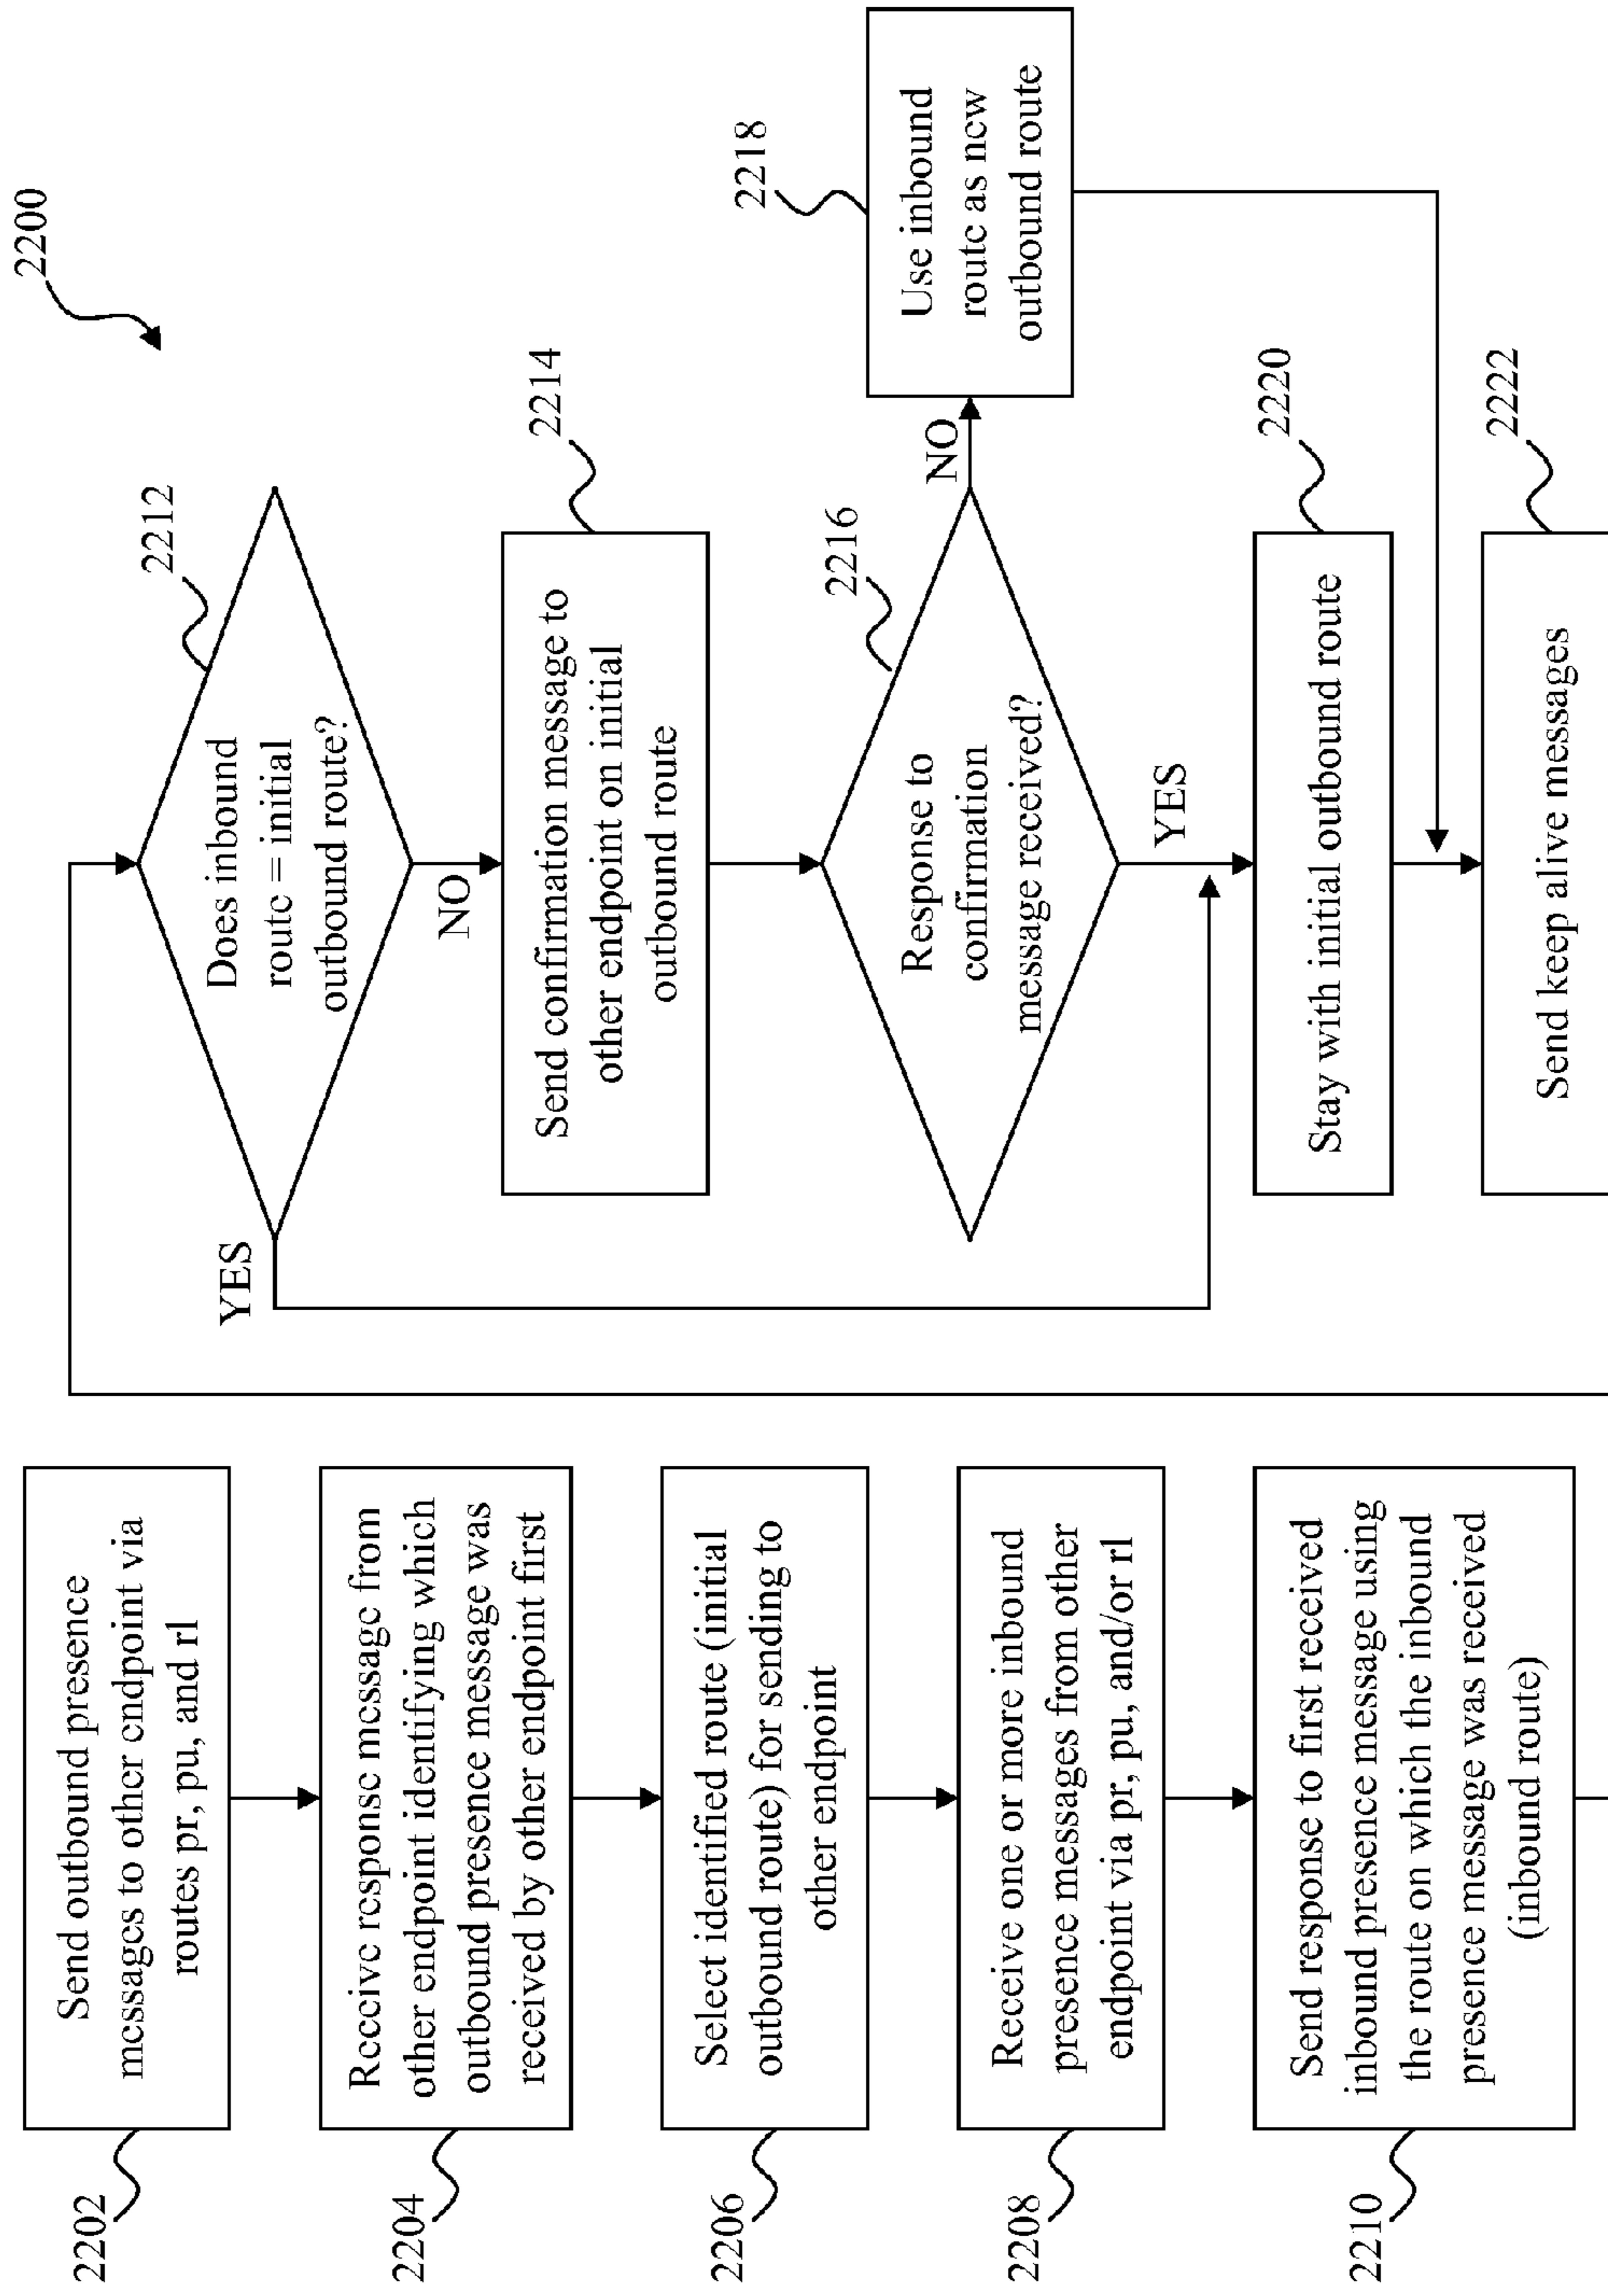 2200
2202
Send outbound presence
messages to other endpoint via
routes pr, pu, and rl
2204
Receive response message from
other endpoint identifying which
outbound presence message was
received by other endpoint first
2206
Select identified route (initial
outbound route) for sending to
other endpoint
2208
Receive one or more inbound
presence messages from other
endpoint via pr, pu, and/or rl
2210
Send response to first received
inbound presence message using
the route on which the inbound
presence message was received
(inbound route)
2212
Does inbound
route = initial
outbound route?
YES
NO
2214
Send confirmation message to
other endpoint on initial
outbound route
2216
Response to
confirmation
message received?
NO
YES
2218
Use inbound
route as new
outbound route
2220
Stay with initial outbound route
2222
Send keep alive messages